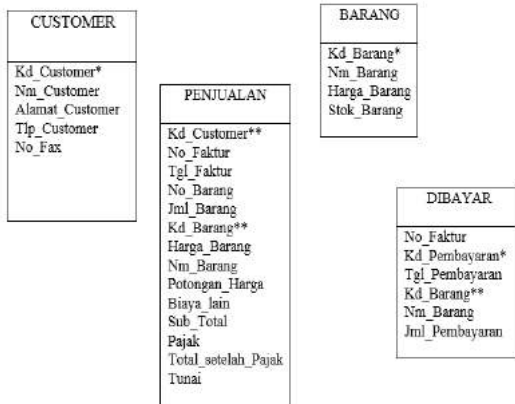 CUSTOMER
Kd_Customer*
Nm_Customer
Alamat_Customer
Tlp_Customer
No_Fax
PENJUALAN
Kd_Customer**
No_Faktur
Tgl_Faktur
No_Barang
Jml_Barang
Kd_Barang**
Harga_Barang
Nm_Barang
Potongan_Harga
Biaya_lain
Sub_Total
Pajak
Total_setelah_Pajak
Tunai
BARANG
Kd_Barang*
Nm_Barang
Harga_Barang
Stok_Barang
DIBAYAR
No_Faktur
Kd_Pembayaran*
Tgl_Pembayaran
Kd_Barang**
Nm_Barang
Jml_Pembayaran